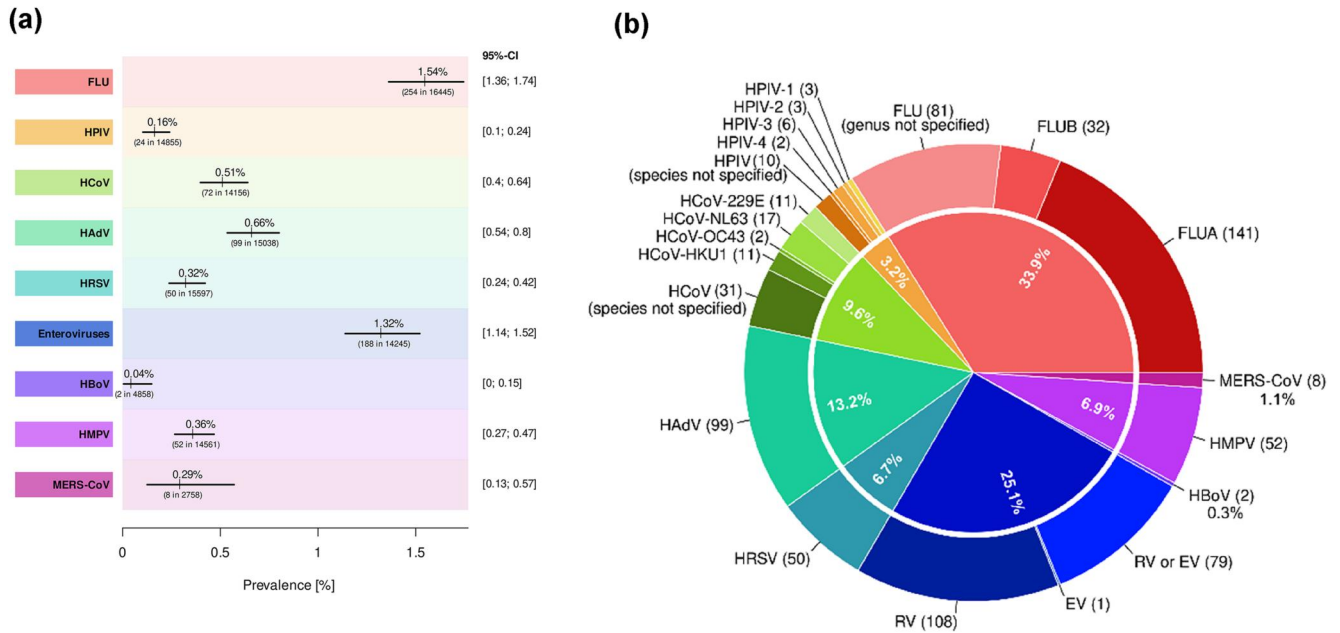 (a)
95%-CI
FLU
1.54%
(254 in 16445)
[1.36; 1.74]
HPIV
0.16%
(24 in 14855)
[0.1; 0.24]
HCoV
0.51%
(72 in 14156)
[0.4; 0.64]
HAdV
0.66%
(99 in 15038)
[0.54; 0.8]
HRSV
0.32%
(50 in 15597)
[0.24; 0.42]
Enteroviruses
1.32%
(188 in 14245)
[1.14; 1.52]
HBoV
0.04%
(2 in 4858)
[0; 0.15]
HMPV
0.36%
(52 in 14561)
[0.27; 0.47]
MERS-CoV
0.29%
(8 in 2758)
[0.13; 0.57]
0 0.5 1 1.5
Prevalence [%]
(b)
HPIV-1 (3)
HPIV-2 (3)
HPIV-3 (6)
HPIV-4 (2)
HPIV (10)
(species not specified)
HCoV-229E (11)
HCoV-NL63 (17)
HCoV-OC43 (2)
HCoV-HKU1 (11)
HCoV (31)
(species not specified)
HAdV (99)
HRSV (50)
RV (108)
EV (1)
RV or EV (79)
HBoV (2)
0.3%
HMPV (52)
MERS-CoV (8)
1.1%
FLUA (141)
FLUB (32)
FLU (81)
(genus not specified)
33.9%
3.2%
9.6%
13.2%
6.7%
25.1%
6.9%